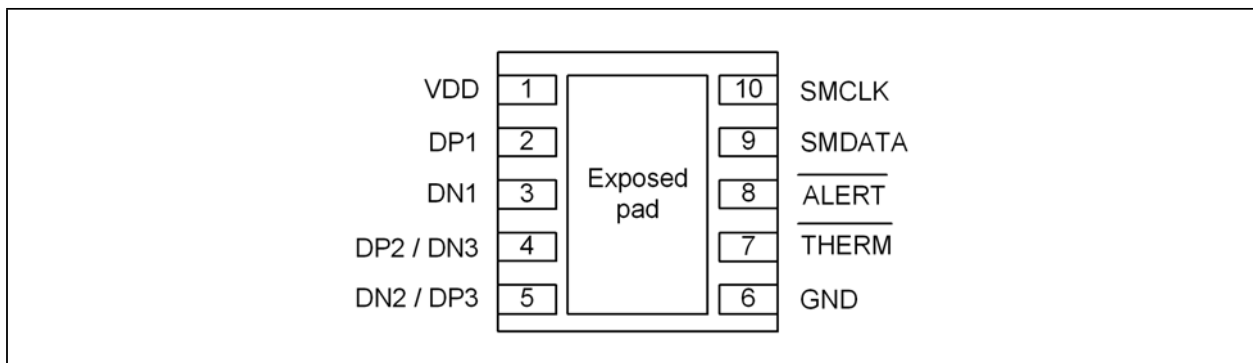 VDD 1 10 SMCLK
DP1 2 9 SMDATA
DN1 3 Exposed pad 8 ALERT
DP2 / DN3 4 7 THERM
DN2 / DP3 5 6 GND